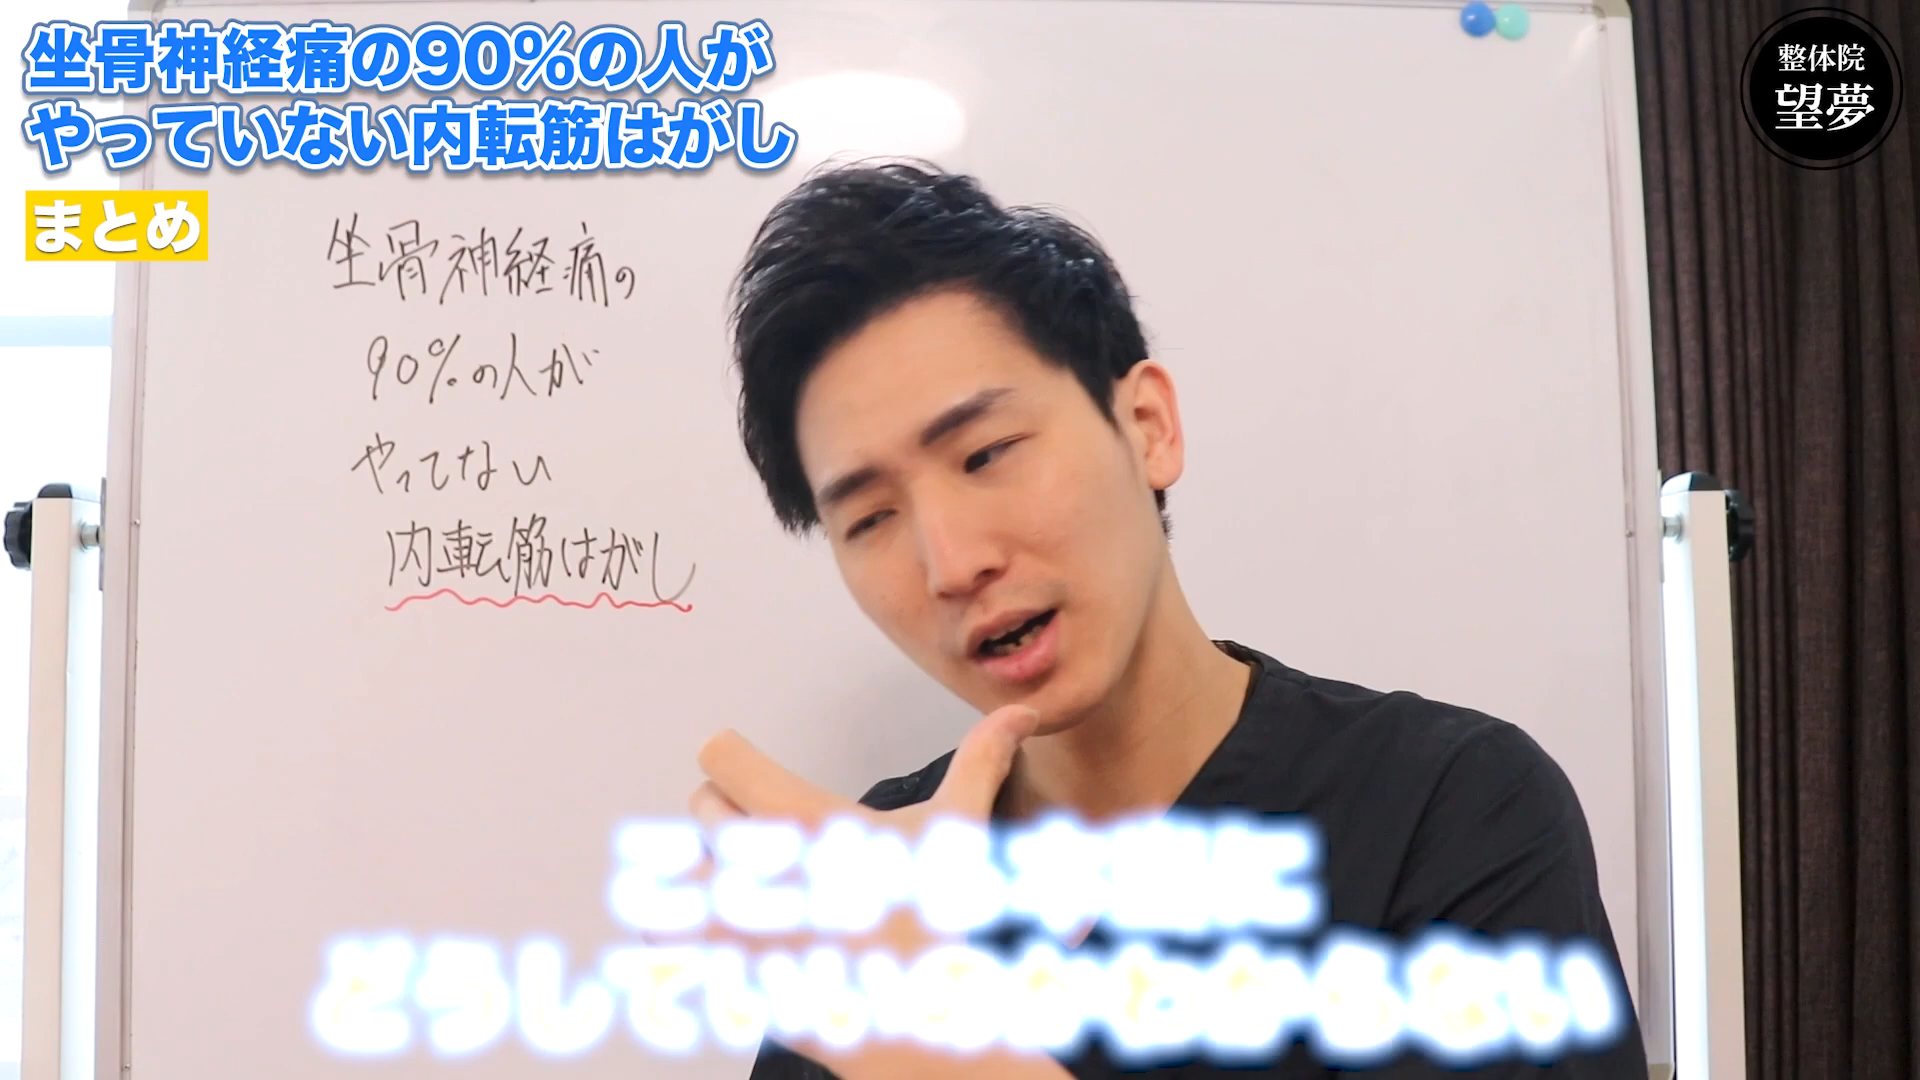 坐骨神経痛の90%の人が
やっていない内転筋はがし
まとめ
整体院
望夢
坐骨神経痛の
90%の人が
やってない
内転筋はがし
ここから本当に
どうしていいのかわからない